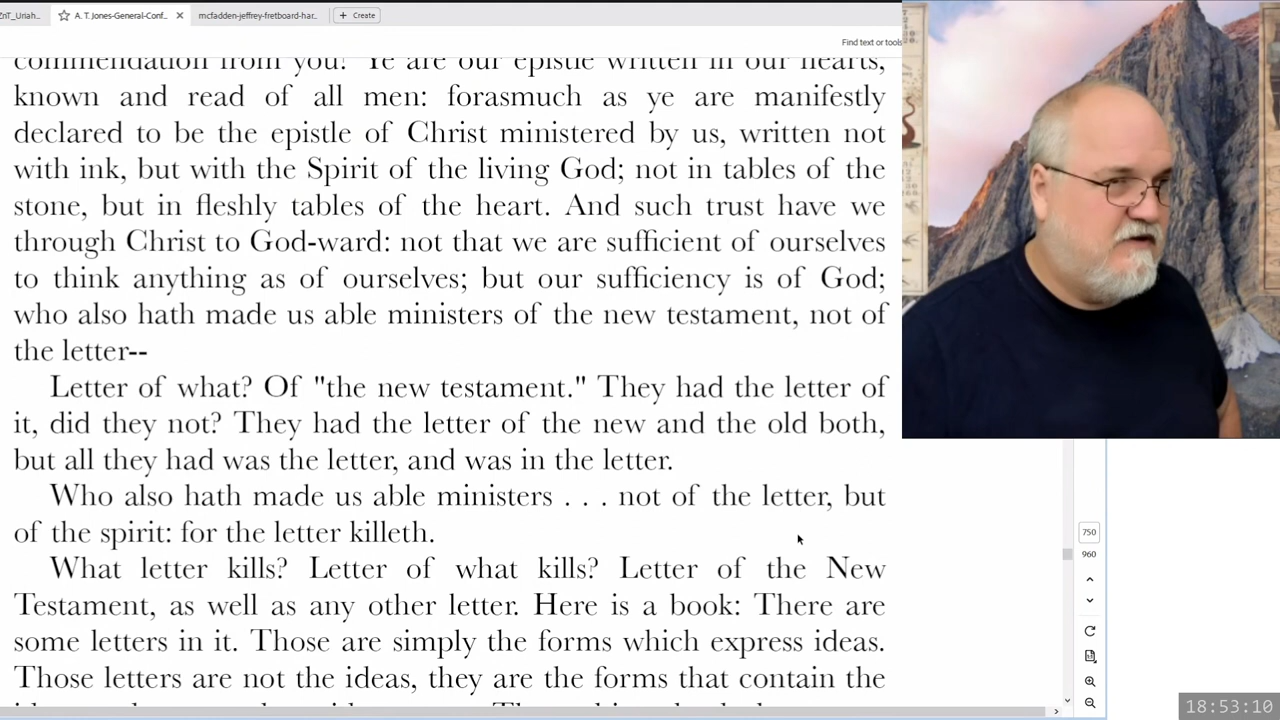 ZnT_Uriah...
A. T. Jones-General-Conf...
mcfadden-jeffrey-fretboard-har...
+ Create
Find text or tools
commendation from you? Ye are our epistle written in our hearts,
known and read of all men: forasmuch as ye are manifestly
declared to be the epistle of Christ ministered by us, written not
with ink, but with the Spirit of the living God; not in tables of the
stone, but in fleshly tables of the heart. And such trust have we
through Christ to God-ward: not that we are sufficient of ourselves
to think anything as of ourselves; but our sufficiency is of God;
who also hath made us able ministers of the new testament, not of
the letter--
Letter of what? Of "the new testament." They had the letter of
it, did they not? They had the letter of the new and the old both,
but all they had was the letter, and was in the letter.
Who also hath made us able ministers . . . not of the letter, but
of the spirit: for the letter killeth.
What letter kills? Letter of what kills? Letter of the New
Testament, as well as any other letter. Here is a book: There are
some letters in it. Those are simply the forms which express ideas.
Those letters are not the ideas, they are the forms that contain the
750
960
18:53:10